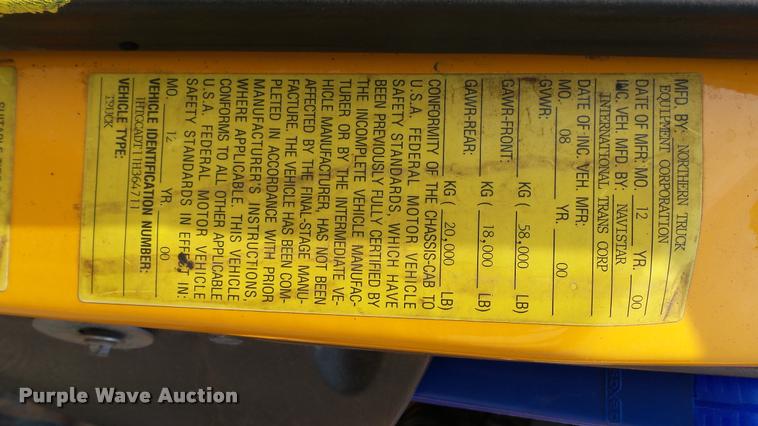 MFD. BY: NORTHERN TRUCK
EQUIPMENT CORPORATION
DATE OF MFR: MO. 12 YR. 00
INC. VEH. MFD. BY: NAVISTAR
INTERNATIONAL TRANS CORP
DATE OF INC. VEH. MFR:
MO. 08 YR. 00
GVWR: KG ( 58,000 LB)
GAWR-FRONT: KG ( 18,000 LB)
GAWR-REAR: KG ( 20,000 LB)
CONFORMITY OF THE CHASSIS-CAB TO
U.S.A. FEDERAL MOTOR VEHICLE
SAFETY STANDARDS, WHICH HAVE
BEEN PREVIOUSLY FULLY CERTIFIED BY
THE INCOMPLETE VEHICLE MANUFAC-
TURER OR BY THE INTERMEDIATE VE-
HICLE MANUFACTURER, HAS NOT BEEN
AFFECTED BY THE FINAL-STAGE MANU-
FACTURE. THE VEHICLE HAS BEEN COM-
PLETED IN ACCORDANCE WITH PRIOR
MANUFACTURER'S INSTRUCTIONS,
WHERE APPLICABLE. THIS VEHICLE
CONFORMS TO ALL OTHER APPLICABLE
U.S.A. FEDERAL MOTOR VEHICLE
SAFETY STANDARDS IN EFFECT IN:
MO. 12 YR. 00
VEHICLE IDENTIFICATION NUMBER:
VEHICLE TYPE:
Purple Wave Auction